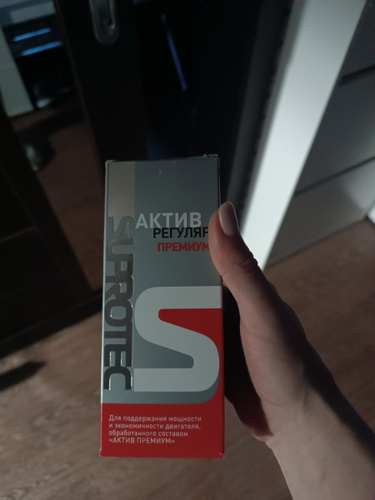 АКТИВ
РЕГУЛЯР
ПРЕМИУМ
SUPROTEC
S
Для поддержания мощности
и экономичности двигателя,
обработанного составом
«АКТИВ ПРЕМИУМ»